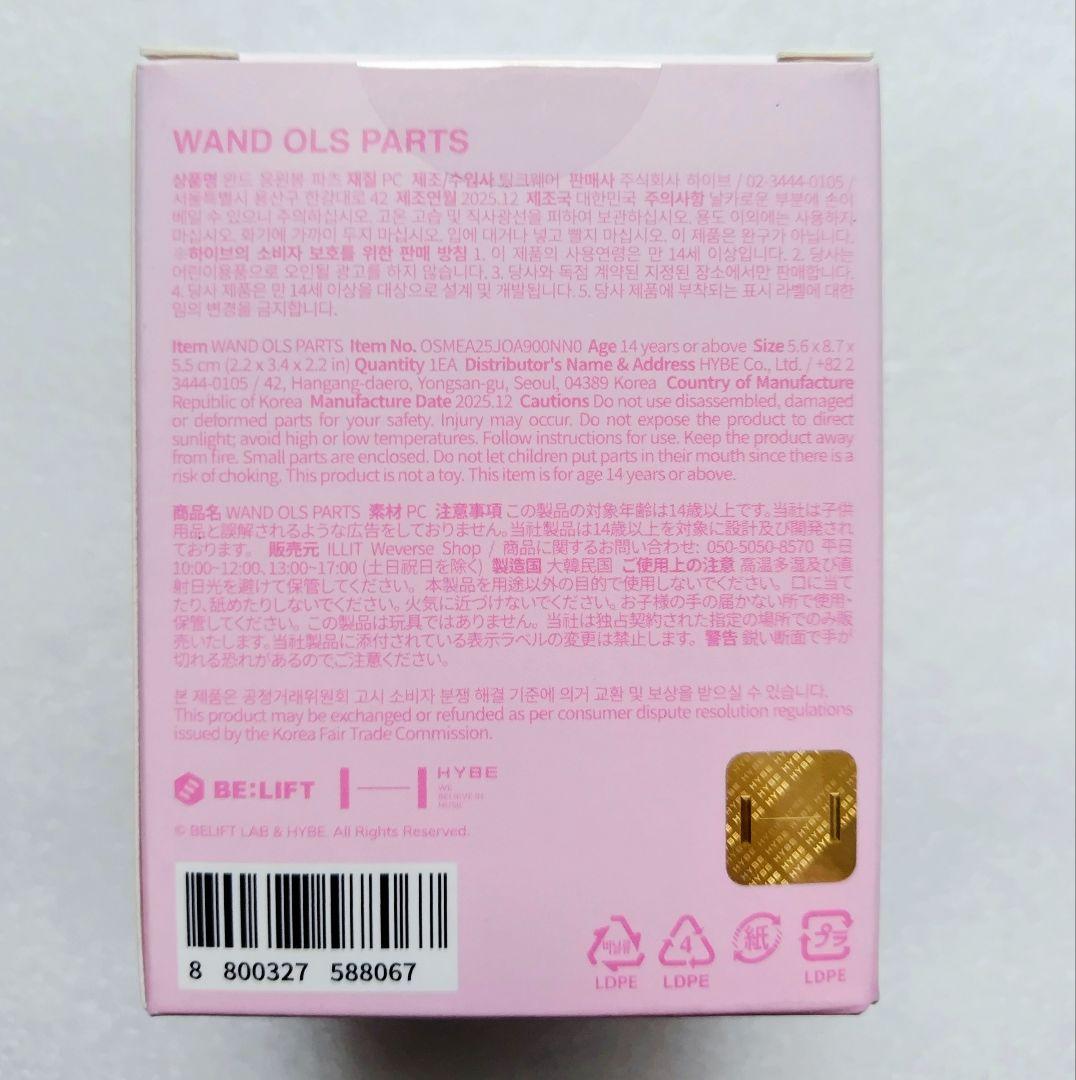 WAND OLS PARTS
상품명 완드 응원봉 파츠 재질 PC 제조/수입사 팅크웨어 판매사 주식회사 하이브 / 02-3444-0105 /
서울특별시 용산구 한강대로 42 제조연월 2025.12 제조국 대한민국 주의사항 날카로운 부분에 손이
베일 수 있으니 주의하십시오. 고온 고습 및 직사광선을 피하여 보관하십시오. 용도 이외에는 사용하지
마십시오. 화기에 가까이 두지 마십시오. 입에 대거나 넣고 빨지 마십시오. 이 제품은 완구가 아닙니다.
※하이브의 소비자 보호를 위한 판매 방침 1. 이 제품의 사용연령은 만 14세 이상입니다. 2. 당사는
어린이용품으로 오인될 광고를 하지 않습니다. 3. 당사와 독점 계약된 지정된 장소에서만 판매합니다.
4. 당사 제품은 만 14세 이상을 대상으로 설계 및 개발됩니다. 5. 당사 제품에 부착되는 표시 라벨에 대한
임의 변경을 금지합니다.
Item WAND OLS PARTS Item No. OSMEA25JOA900NN0 Age 14 years or above Size 5.6 x 8.7 x
5.5 cm (2.2 x 3.4 x 2.2 in) Quantity 1EA Distributor's Name & Address HYBE Co., Ltd. / +82 2
3444-0105 / 42, Hangang-daero, Yongsan-gu, Seoul, 04389 Korea Country of Manufacture
Republic of Korea Manufacture Date 2025.12 Cautions Do not use disassembled, damaged
or deformed parts for your safety. Injury may occur. Do not expose the product to direct
sunlight; avoid high or low temperatures. Follow instructions for use. Keep the product away
from fire. Small parts are enclosed. Do not let children put parts in their mouth since there is a
risk of choking. This product is not a toy. This item is for age 14 years or above.
商品名 WAND OLS PARTS 素材 PC 注意事項 この製品の対象年齢は14歳以上です。当社は子供
用品と誤解されるような広告をしておりません。当社製品は14歳以上を対象に設計及び開発され
ております。 販売元 ILLIT Weverse Shop / 商品に関するお問い合わせ: 050-5050-8570 平日
10:00~12:00、13:00~17:00 (土日祝日を除く) 製造国 大韓民国 ご使用上の注意 高温多湿及び直
射日光を避けて保管してください。 本製品を用途以外の目的で使用しないでください。 口に当て
たり、舐めたりしないでください。火気に近づけないでください。お子様の手の届かない所で使用・
保管してください。 この製品は玩具ではありません。 当社は独占契約された指定の場所でのみ販
売いたします。当社製品に添付されている表示ラベルの変更は禁止します。 警告 鋭い断面で手が
切れる恐れがあるのでご注意ください。
본 제품은 공정거래위원회 고시 소비자 분쟁 해결 기준에 의거 교환 및 보상을 받으실 수 있습니다.
This product may be exchanged or refunded as per consumer dispute resolution regulations
issued by the Korea Fair Trade Commission.
BE:LIFT HYBE
WE
BELIEVE IN
MUSIC
© BELIFT LAB & HYBE. All Rights Reserved.
8 800327 588067
비닐류 4 紙 プラ
LDPE LDPE LDPE